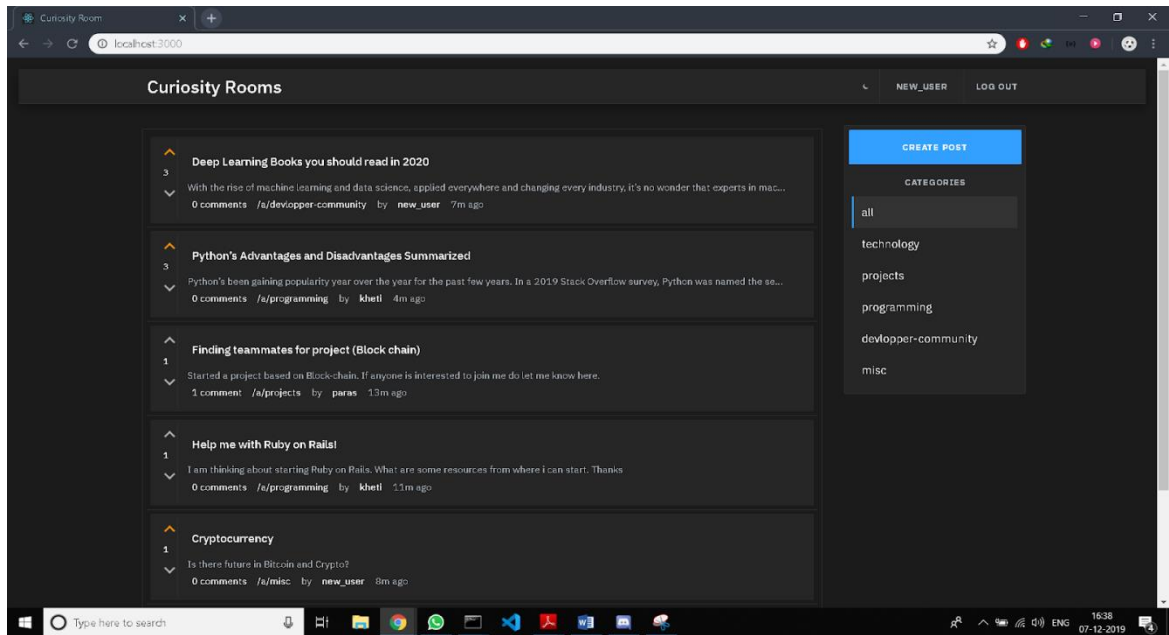 Curiosity Room
localhost:3000
Curiosity Rooms
NEW_USER LOG OUT
3
Deep Learning Books you should read in 2020
With the rise of machine learning and data science, applied everywhere and changing every industry, it's no wonder that experts in mac...
0 comments /a/devlopper-community by new_user 7m ago
3
Python's Advantages and Disadvantages Summarized
Python's been gaining popularity year over the year for the past few years. In a 2019 Stack Overflow survey, Python was named the se...
0 comments /a/programming by kheti 4m ago
1
Finding teammates for project (Block chain)
Started a project based on Block-chain. If anyone is interested to join me do let me know here.
1 comment /a/projects by paras 13m ago
1
Help me with Ruby on Rails!
I am thinking about starting Ruby on Rails. What are some resources from where i can start. Thanks
0 comments /a/programming by kheti 11m ago
1
Cryptocurrency
Is there future in Bitcoin and Crypto?
0 comments /a/misc by new_user 8m ago
CREATE POST
CATEGORIES
all
technology
projects
programming
devlopper-community
misc
Type here to search
ENG
16:38
07-12-2019
4